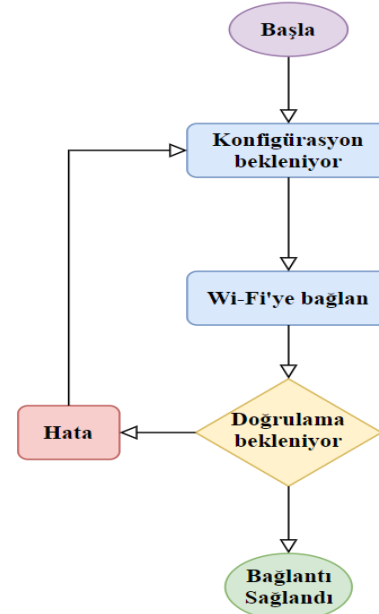 Başla
Konfigürasyon
bekleniyor
Wi-Fi'ye bağlan
Doğrulama
bekleniyor
Hata
Bağlantı
Sağlandı